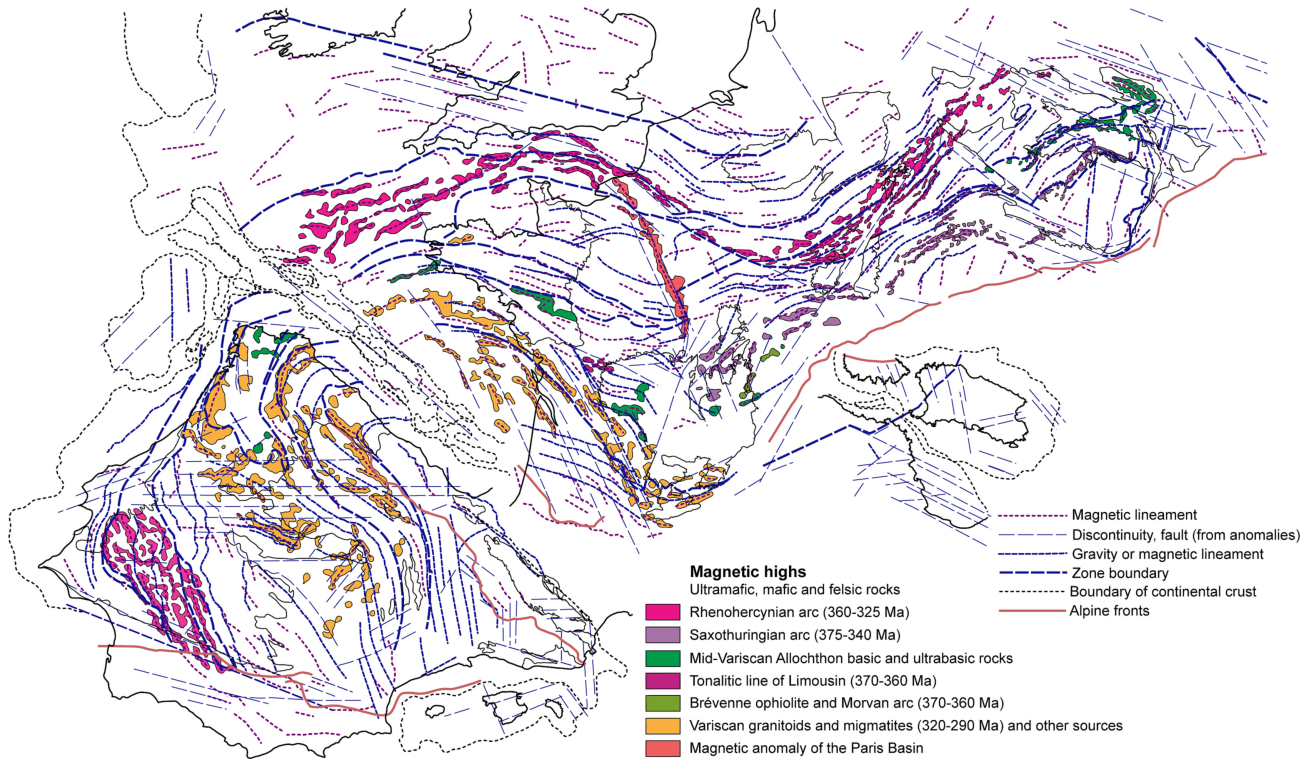 Magnetic lineament
Discontinuity, fault (from anomalies)
Gravity or magnetic lineament
Zone boundary
Boundary of continental crust
Alpine fronts
Magnetic highs
Ultramafic, mafic and felsic rocks
Rhenohercynian arc (360-325 Ma)
Saxothuringian arc (375-340 Ma)
Mid-Variscan Allochthon basic and ultrabasic rocks
Tonalitic line of Limousin (370-360 Ma)
Brévenne ophiolite and Morvan arc (370-360 Ma)
Variscan granitoids and migmatites (320-290 Ma) and other sources
Magnetic anomaly of the Paris Basin